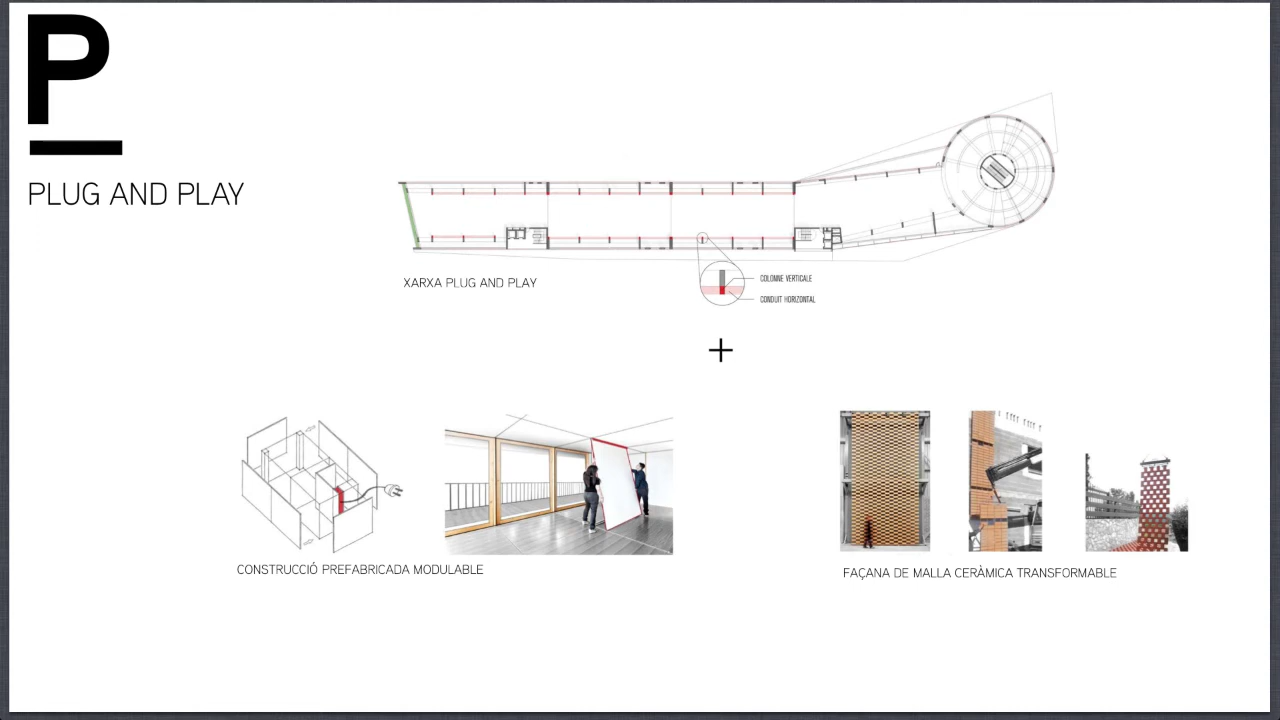 P
PLUG AND PLAY
XARXA PLUG AND PLAY
COLONNE VERTICALE
CONDUIT HORIZONTAL
+
CONSTRUCCIÓ PREFABRICADA MODULABLE
FAÇANA DE MALLA CERÀMICA TRANSFORMABLE